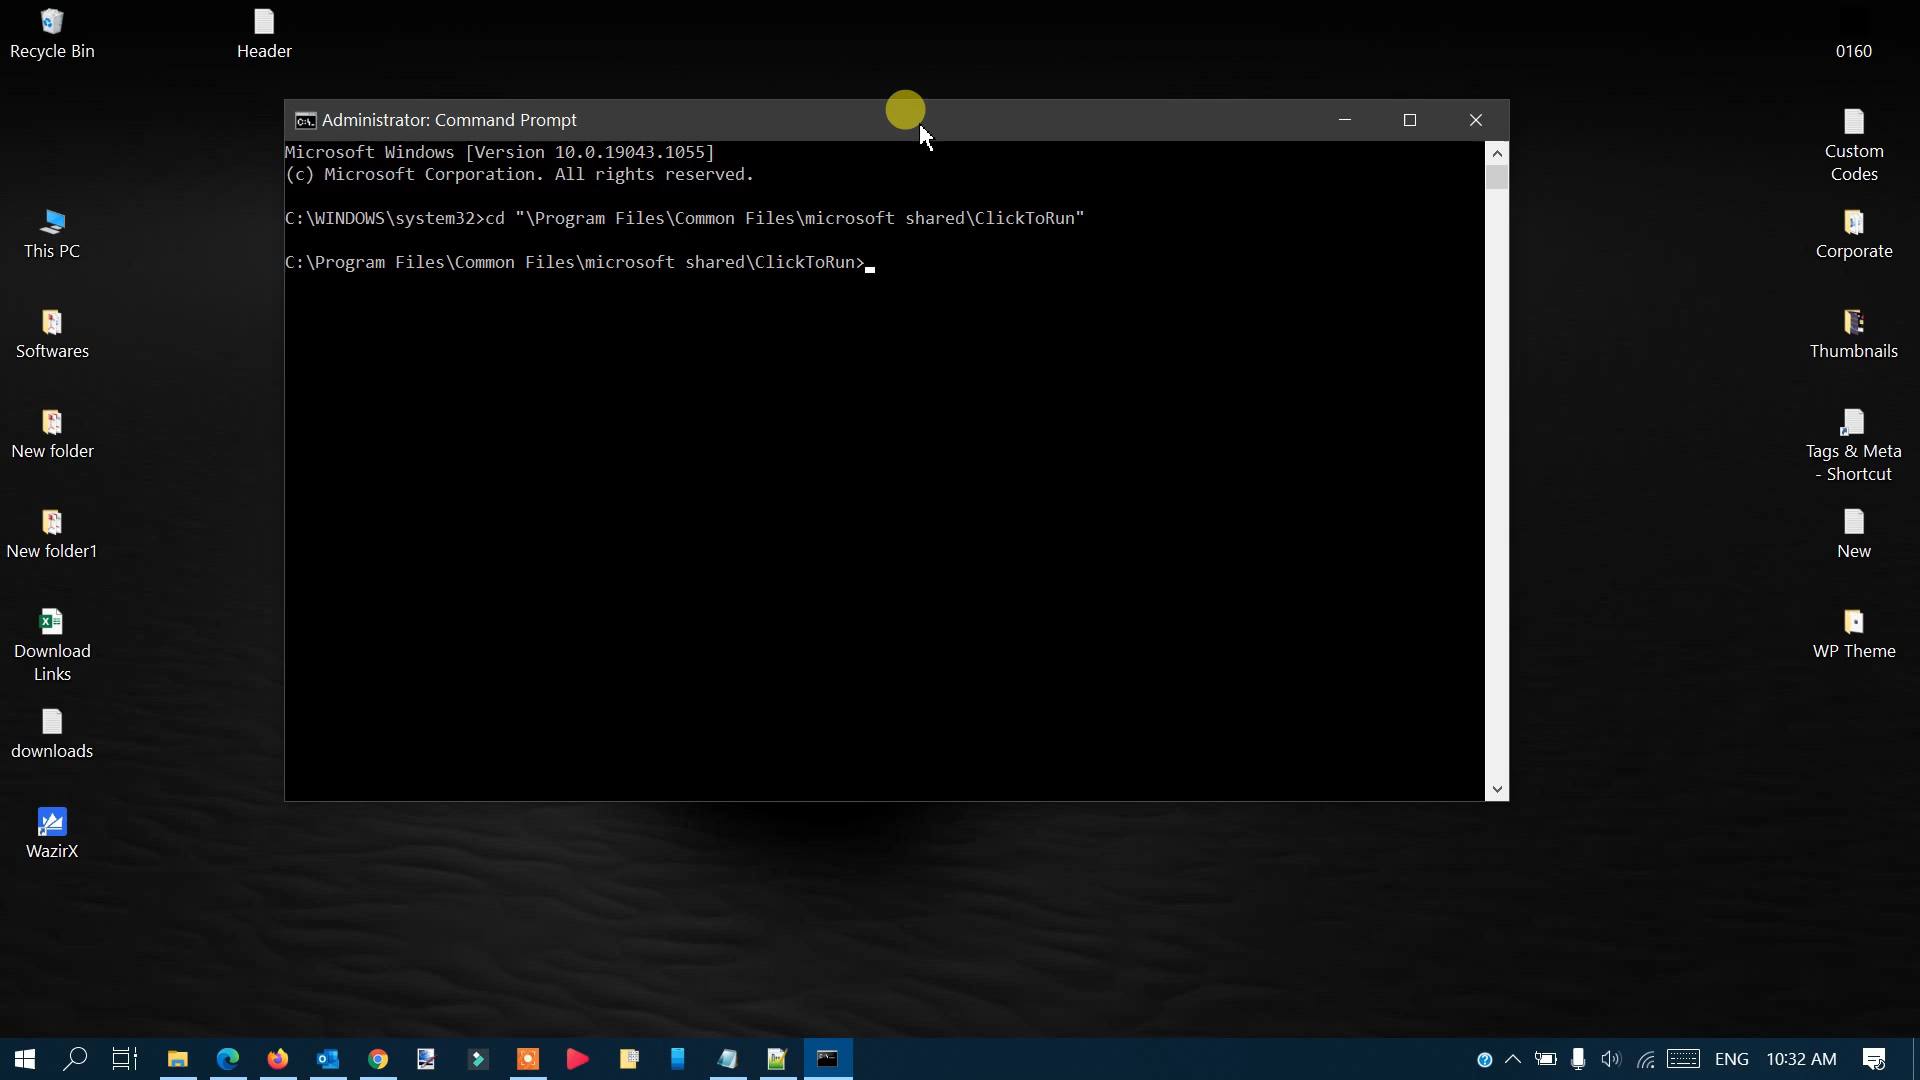 Recycle Bin
Header
0160
Administrator: Command Prompt
Microsoft Windows [Version 10.0.19043.1055]
(c) Microsoft Corporation. All rights reserved.
C:\WINDOWS\system32>cd "\Program Files\Common Files\microsoft shared\ClickToRun"
C:\Program Files\Common Files\microsoft shared\ClickToRun>
This PC
Softwares
New folder
New folder1
Download
Links
downloads
WazirX
Custom
Codes
Corporate
Thumbnails
Tags & Meta
- Shortcut
New
WP Theme
ENG
10:32 AM